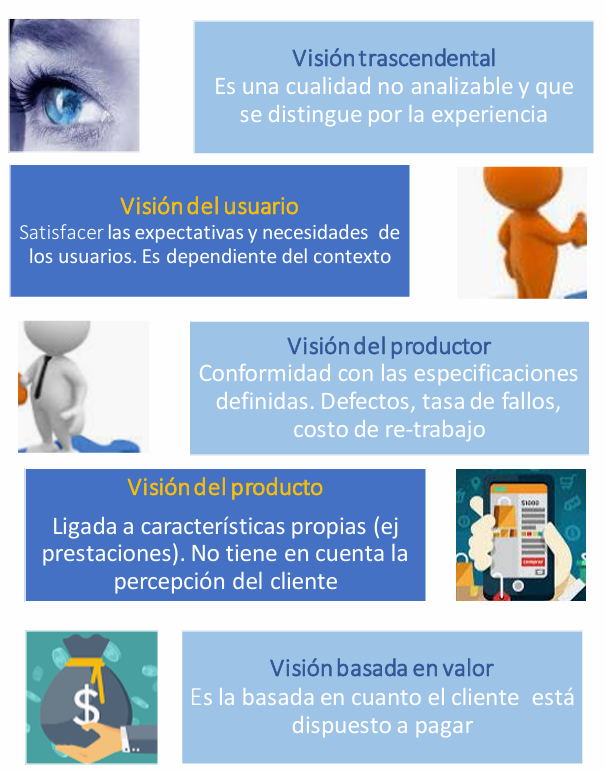 Visión trascendental
Es una cualidad no analizable y que
se distingue por la experiencia
Visión del usuario
Satisfacer las expectativas y necesidades de
los usuarios. Es dependiente del contexto
Visión del productor
Conformidad con las especificaciones
definidas. Defectos, tasa de fallos,
costo de re-trabajo
Visión del producto
Ligada a características propias (ej
prestaciones). No tiene en cuenta la
percepción del cliente
$1000
comprar
Visión basada en valor
Es la basada en cuanto el cliente está
dispuesto a pagar
$